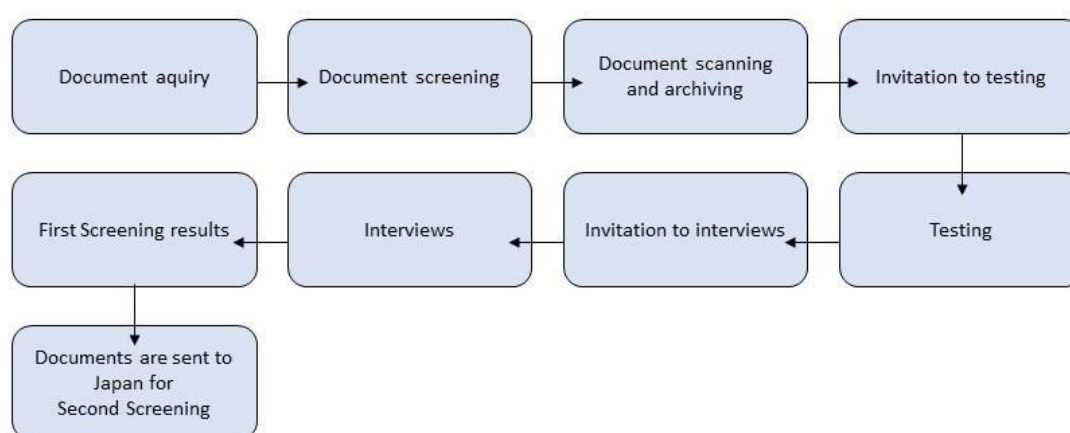 Document aquiry
Document screening
Document scanning
and archiving
Invitation to testing
Testing
Invitation to interviews
Interviews
First Screening results
Documents are sent to
Japan for
Second Screening